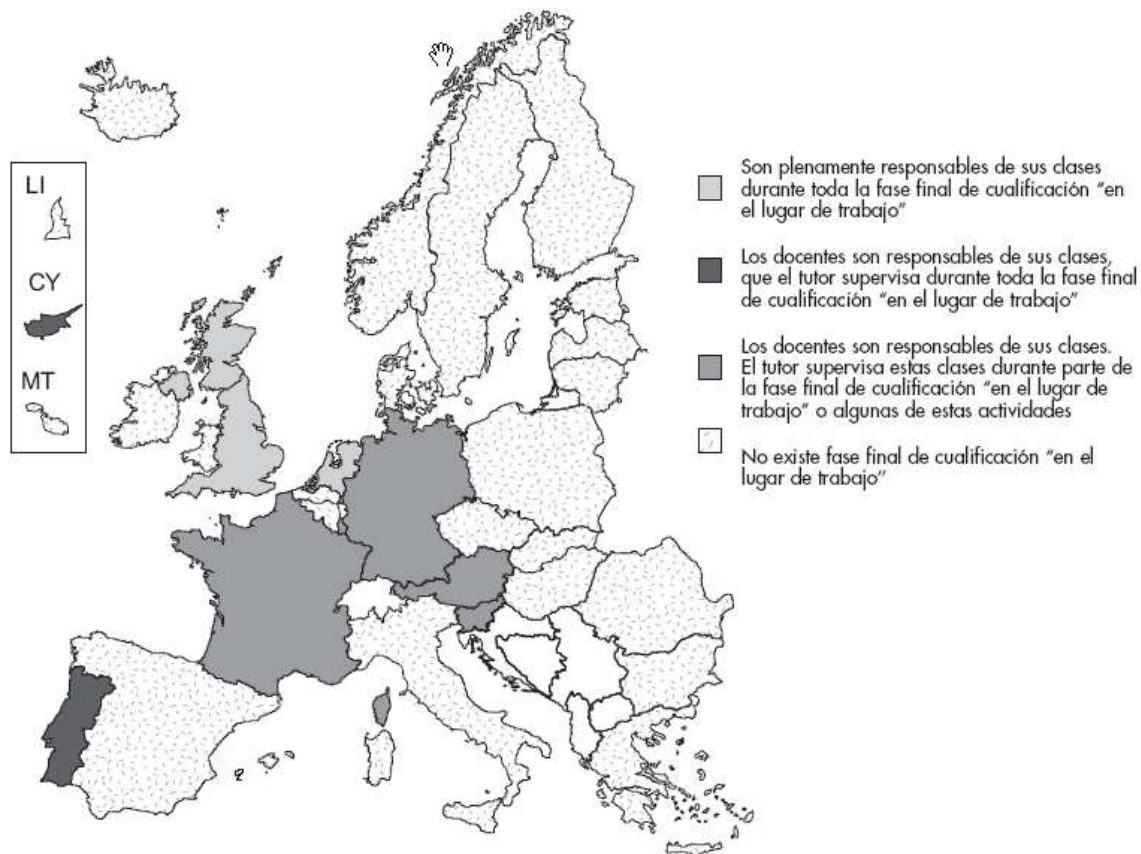 LI
CY
MT
Son plenamente responsables de sus clases
durante toda la fase final de cualificación “en
el lugar de trabajo”
Los docentes son responsables de sus clases,
que el tutor supervisa durante toda la fase final
de cualificación “en el lugar de trabajo”
Los docentes son responsables de sus clases.
El tutor supervisa estas clases durante parte de
la fase final de cualificación “en el lugar de
trabajo” o algunas de estas actividades
No existe fase final de cualificación “en el
lugar de trabajo”